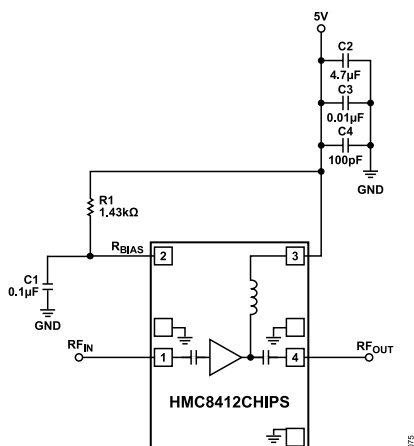 5V
C2
4.7µF
C3
0.01µF
C4
100pF
GND
R1
1.43kΩ
RBIAS
2
3
C1
0.1µF
GND
RFIN
1
4
RFOUT
HMC8412CHIPS
075